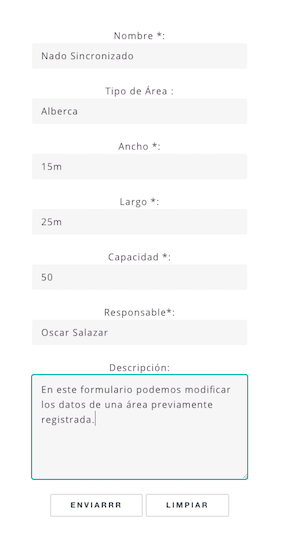 Nombre *:
Nado Sincronizado
Tipo de Área :
Alberca
Ancho *:
15m
Largo *:
25m
Capacidad *:
50
Responsable*:
Oscar Salazar
Descripción:
En este formulario podemos modificar
los datos de una área previamente
registrada.
ENVIARRR LIMPIAR